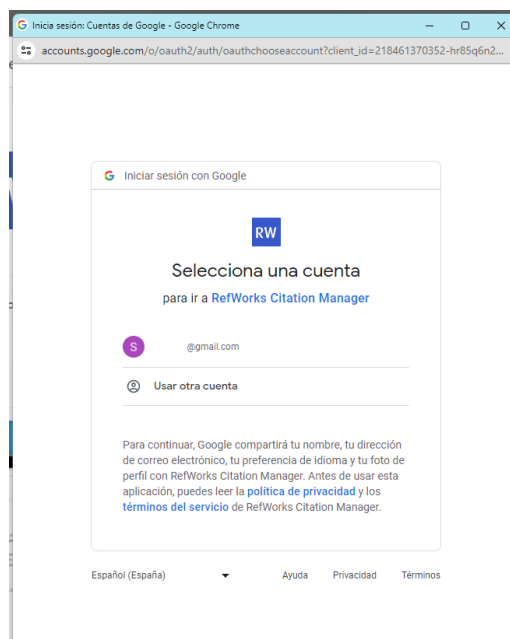 Inicia sesión: Cuentas de Google - Google Chrome
accounts.google.com/o/oauth2/auth/oauthchooseaccount?client_id=218461370352-hr85q6n2...
Iniciar sesión con Google
RW
Selecciona una cuenta
para ir a RefWorks Citation Manager
S
@gmail.com
Usar otra cuenta
Para continuar, Google compartirá tu nombre, tu dirección
de correo electrónico, tu preferencia de idioma y tu foto de
perfil con RefWorks Citation Manager. Antes de usar esta
aplicación, puedes leer la política de privacidad y los
términos del servicio de RefWorks Citation Manager.
Español (España) Ayuda Privacidad Términos